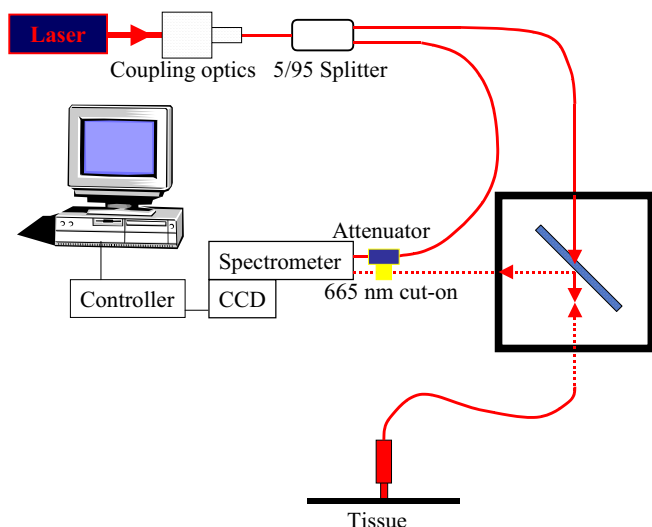 Laser
Coupling optics
5/95 Splitter
Attenuator
Spectrometer
665 nm cut-on
Controller
CCD
Tissue